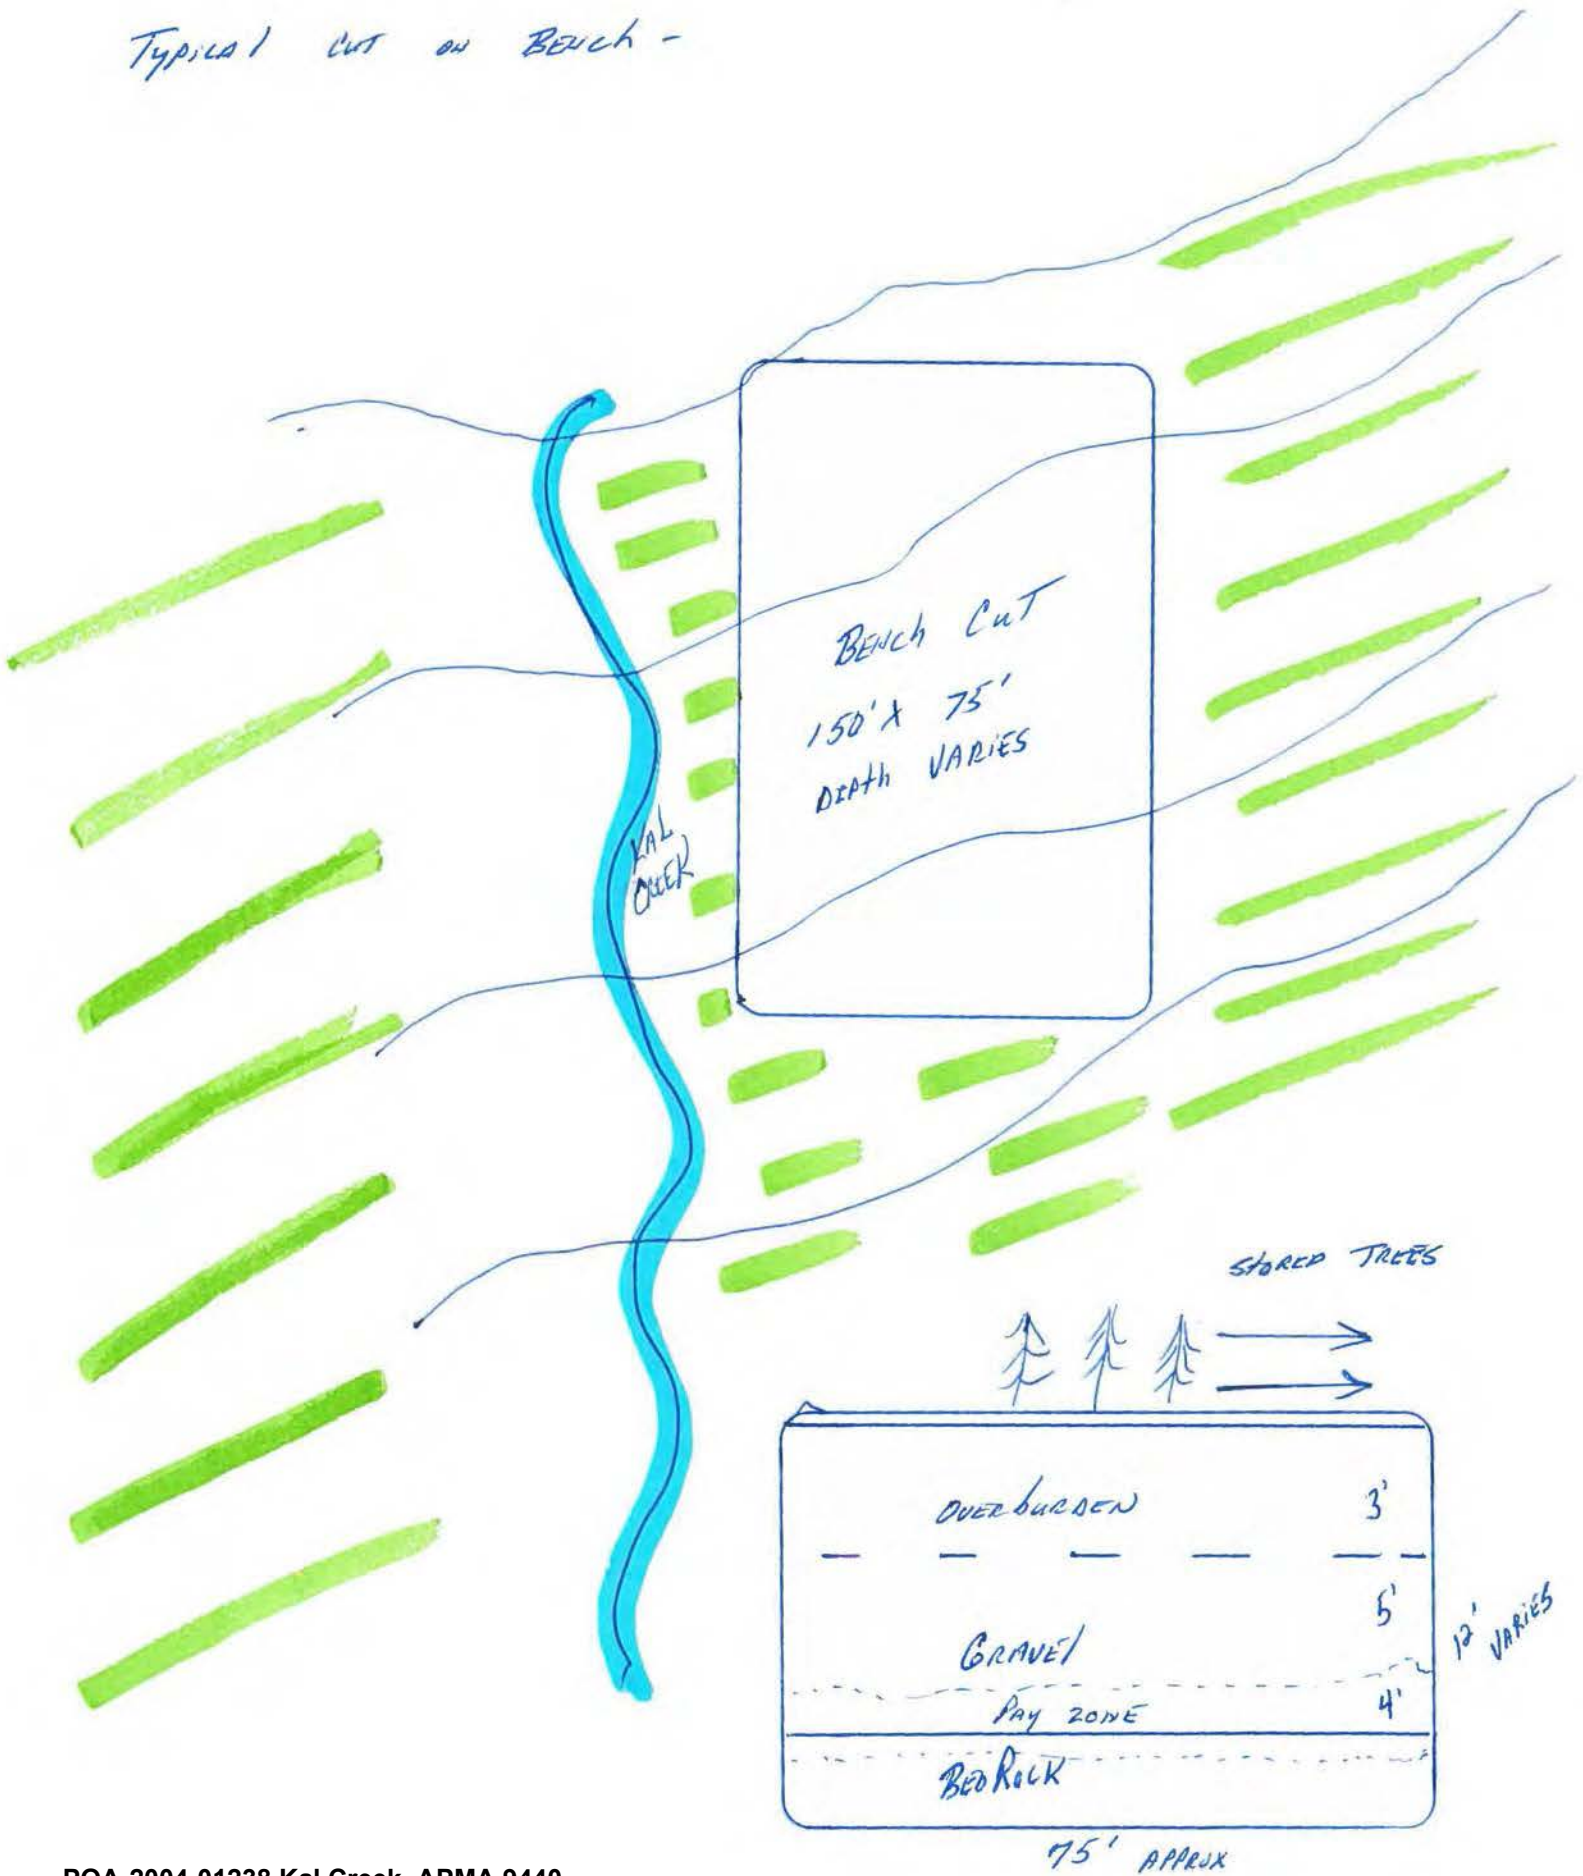 Typical Cut on Bench -
Bench Cut
150' X 75'
Depth Varies
Kal
Creek
Stored Trees
Overburden 3'
5'
Gravel
12' Varies
Pay Zone 4'
Bedrock
75' Approx
POA-2004-01238 Kal Creek, APMA 9440